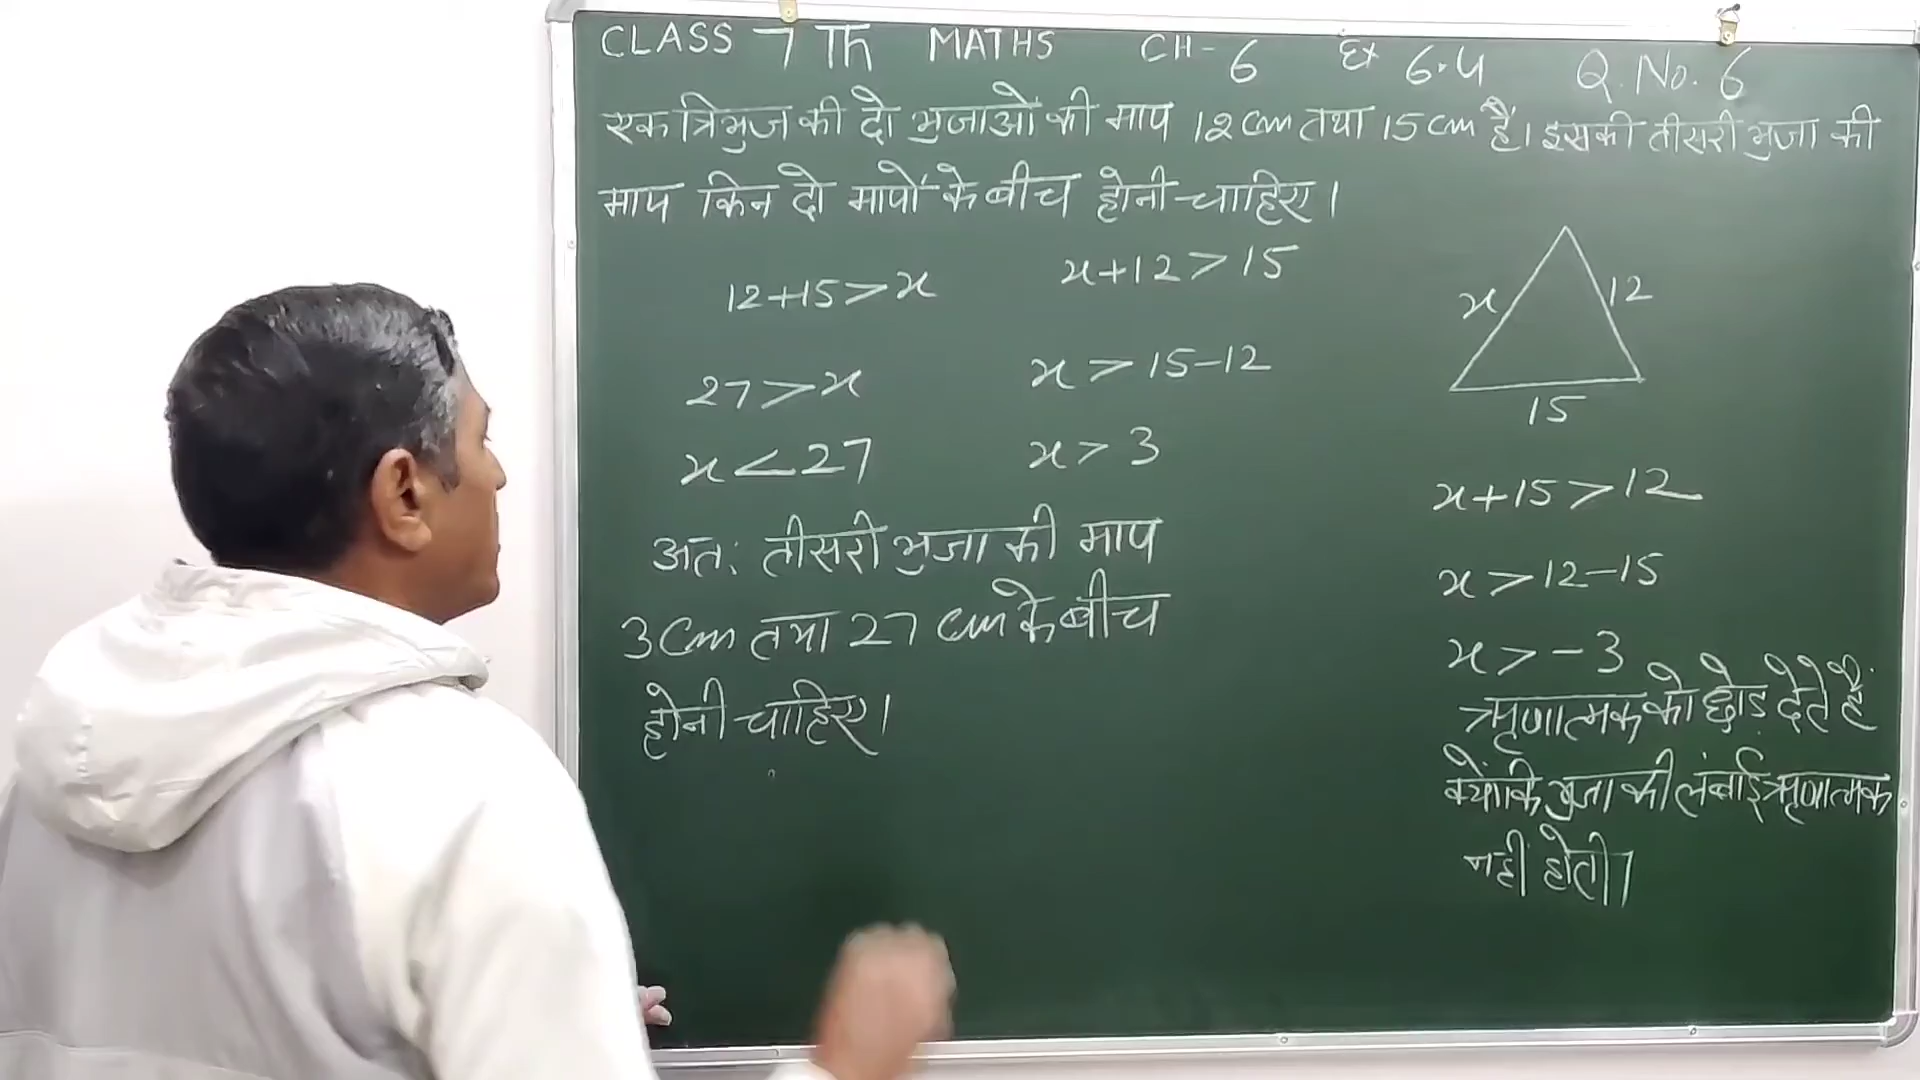 CLASS 7 Th MATHS CH-6 Ex 6.4 Q.No. 6
एक त्रिभुज की दो भुजाओं की माप 12 cm तथा 15 cm हैं। इसकी तीसरी भुजा की
माप किन दो मापों के बीच होनी चाहिए।
12+15>x
27>x
x<27
x+12>15
x>15-12
x>3
अतः तीसरी भुजा की माप
3 Cm तथा 27 cm के बीच
होनी चाहिए।
x
12
15
x+15>12
x>12-15
x>-3
ऋणात्मक को छोड़ देते हैं
क्योंकि भुजा की लंबाई ऋणात्मक
नही होती।